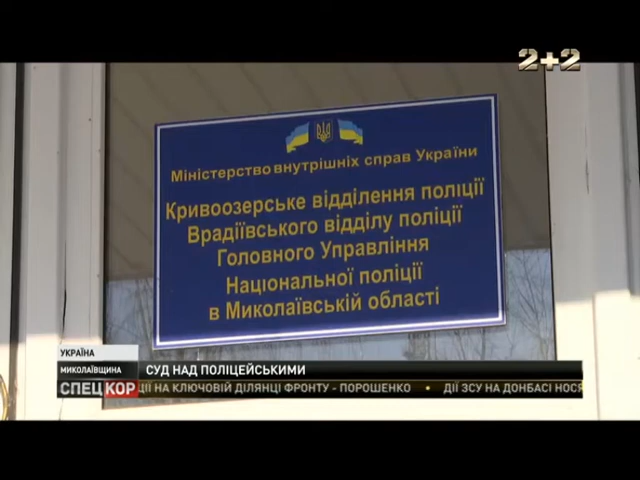 2+2
Міністерство внутрішніх справ України
Кривоозерське відділення поліції
Врадіївського відділу поліції
Головного Управління
Національної поліції
в Миколаївській області
УКРАЇНА
МИКОЛАЇВЩИНА
СУД НАД ПОЛІЦЕЙСЬКИМИ
СПЕЦКОР
ЦІЇ НА КЛЮЧОВІЙ ДІЛЯНЦІ ФРОНТУ - ПОРОШЕНКО • ДІЇ ЗСУ НА ДОНБАСІ НОСЯ